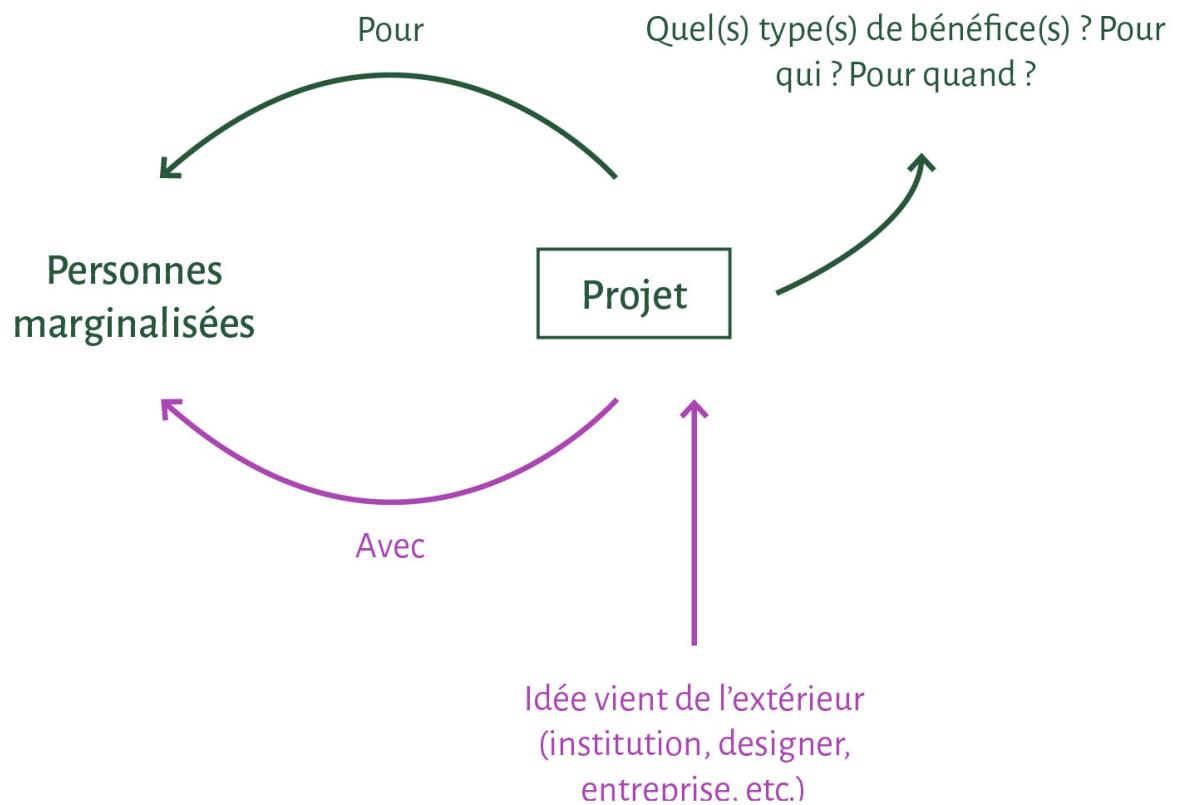 Pour
Quel(s) type(s) de bénéfice(s) ? Pour
qui ? Pour quand ?
Personnes
marginalisées
Projet
Avec
Idée vient de l’extérieur
(institution, designer,
entreprise, etc.)